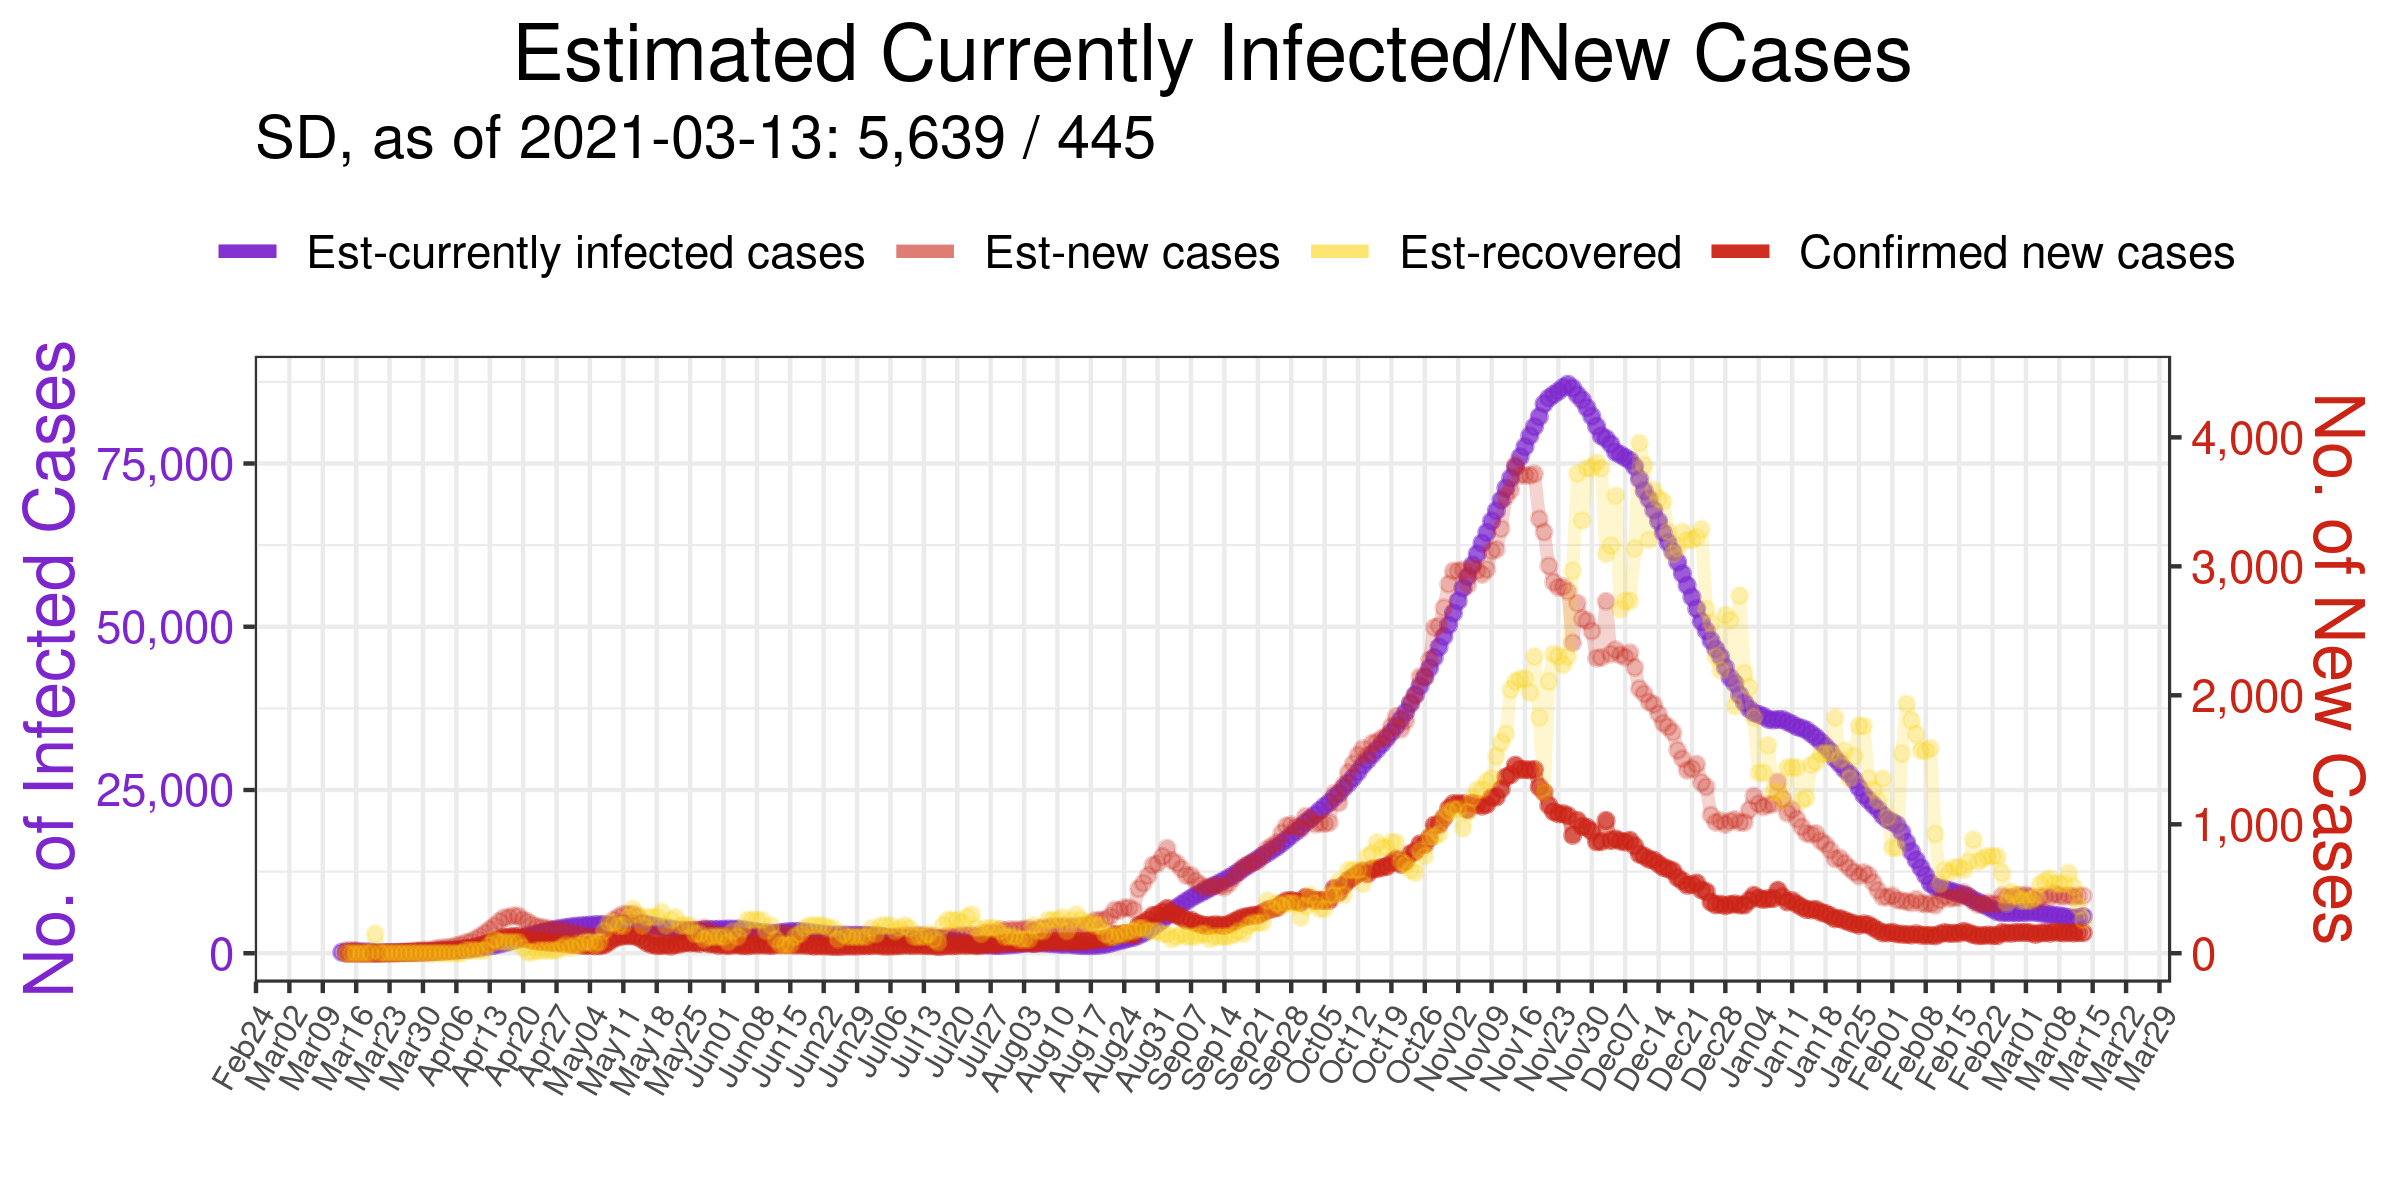 Estimated Currently Infected/New Cases
SD, as of 2021-03-13: 5,639 / 445
Est-currently infected cases Est-new cases Est-recovered Confirmed new cases
No. of Infected Cases
75,000
50,000
25,000
0
4,000
3,000
2,000
1,000
0
No. of New Cases
Feb24 Mar02 Mar09 Mar16 Mar23 Mar30 Apr06 Apr13 Apr20 Apr27 May04 May11 May18 May25 Jun01 Jun08 Jun15 Jun22 Jun29 Jul06 Jul13 Jul20 Jul27 Aug03 Aug10 Aug17 Aug24 Aug31 Sep07 Sep14 Sep21 Sep28 Oct05 Oct12 Oct19 Oct26 Nov02 Nov09 Nov16 Nov23 Nov30 Dec07 Dec14 Dec21 Dec28 Jan04 Jan11 Jan18 Jan25 Feb01 Feb08 Feb15 Feb22 Mar01 Mar08 Mar15 Mar22 Mar29